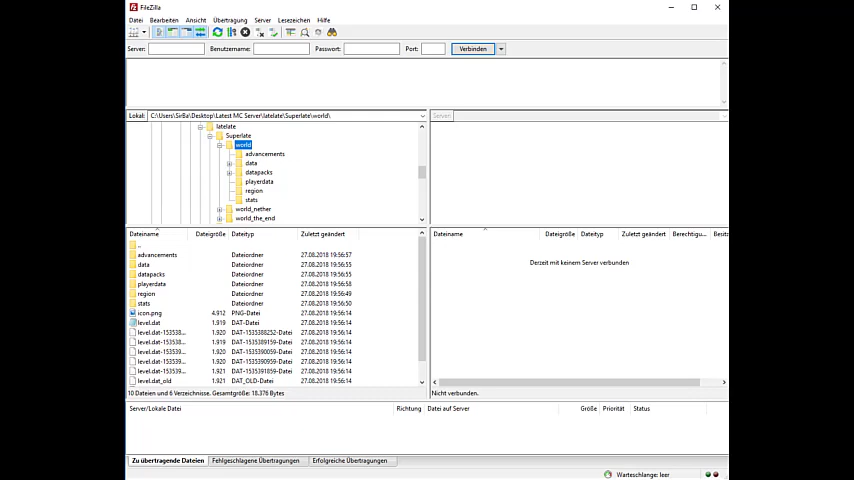 FileZilla
Datei Bearbeiten Ansicht Übertragung Server Lesezeichen Hilfe
Server: Benutzername: Passwort: Port: Verbinden
Lokal: C:\Users\SirBa\Desktop\Latest MC Server\latelate\Superlate\world\
Server:
latelate
Superlate
world
advancements
data
datapacks
playerdata
region
stats
world_nether
world_the_end
Dateiname Dateigröße Dateityp Zuletzt geändert
..
advancements Dateiordner 27.08.2018 19:56:57
data Dateiordner 27.08.2018 19:56:55
datapacks Dateiordner 27.08.2018 19:56:55
playerdata Dateiordner 27.08.2018 19:56:58
region Dateiordner 27.08.2018 19:56:49
stats Dateiordner 27.08.2018 19:56:50
icon.png 4.912 PNG-Datei 27.08.2018 19:56:14
level.dat 1.919 DAT-Datei 27.08.2018 19:56:14
level.dat-153538... 1.920 DAT-1535388252-Datei 27.08.2018 19:56:14
level.dat-153538... 1.919 DAT-1535389159-Datei 27.08.2018 19:56:14
level.dat-153539... 1.920 DAT-1535390059-Datei 27.08.2018 19:56:14
level.dat-153539... 1.920 DAT-1535390959-Datei 27.08.2018 19:56:14
level.dat-153539... 1.921 DAT-1535391859-Datei 27.08.2018 19:56:14
level.dat_old 1.921 DAT_OLD-Datei 27.08.2018 19:56:14
10 Dateien und 6 Verzeichnisse. Gesamtgröße: 18.376 Bytes
Dateiname Dateigröße Dateityp Zuletzt geändert Berechtigu... Besitz
Derzeit mit keinem Server verbunden
Nicht verbunden.
Server/Lokale Datei Richtung Datei auf Server Größe Priorität Status
Zu übertragende Dateien Fehlgeschlagene Übertragungen Erfolgreiche Übertragungen
Warteschlange: leer